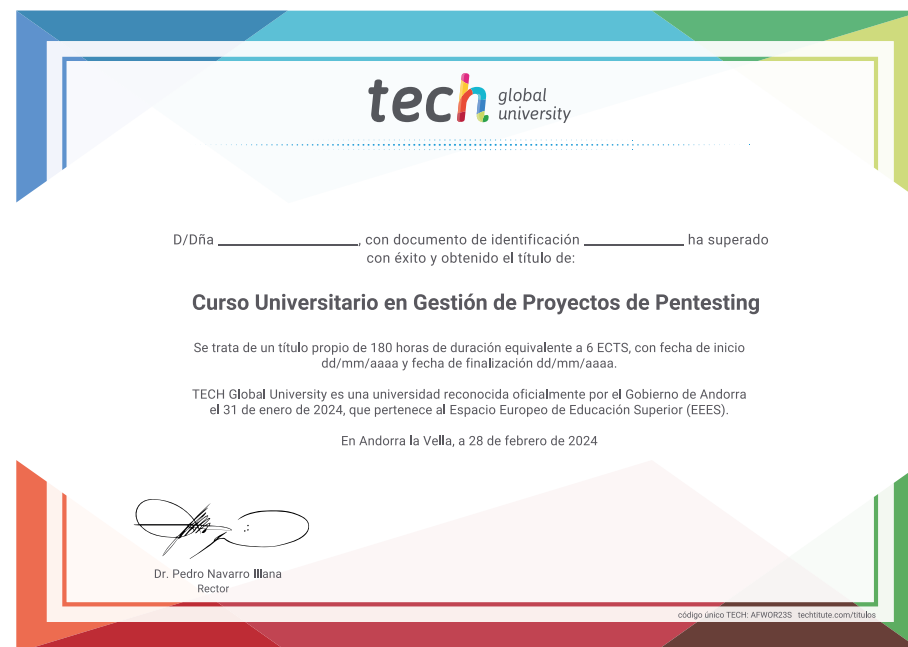 tech global university
D/Dña ______________, con documento de identificación __________ ha superado
con éxito y obtenido el título de:
Curso Universitario en Gestión de Proyectos de Pentesting
Se trata de un título propio de 180 horas de duración equivalente a 6 ECTS, con fecha de inicio
dd/mm/aaaa y fecha de finalización dd/mm/aaaa.
TECH Global University es una universidad reconocida oficialmente por el Gobierno de Andorra
el 31 de enero de 2024, que pertenece al Espacio Europeo de Educación Superior (EEES).
En Andorra la Vella, a 28 de febrero de 2024
Dr. Pedro Navarro Illana
Rector
código único TECH: AFWOR23S techtitute.com/titulos